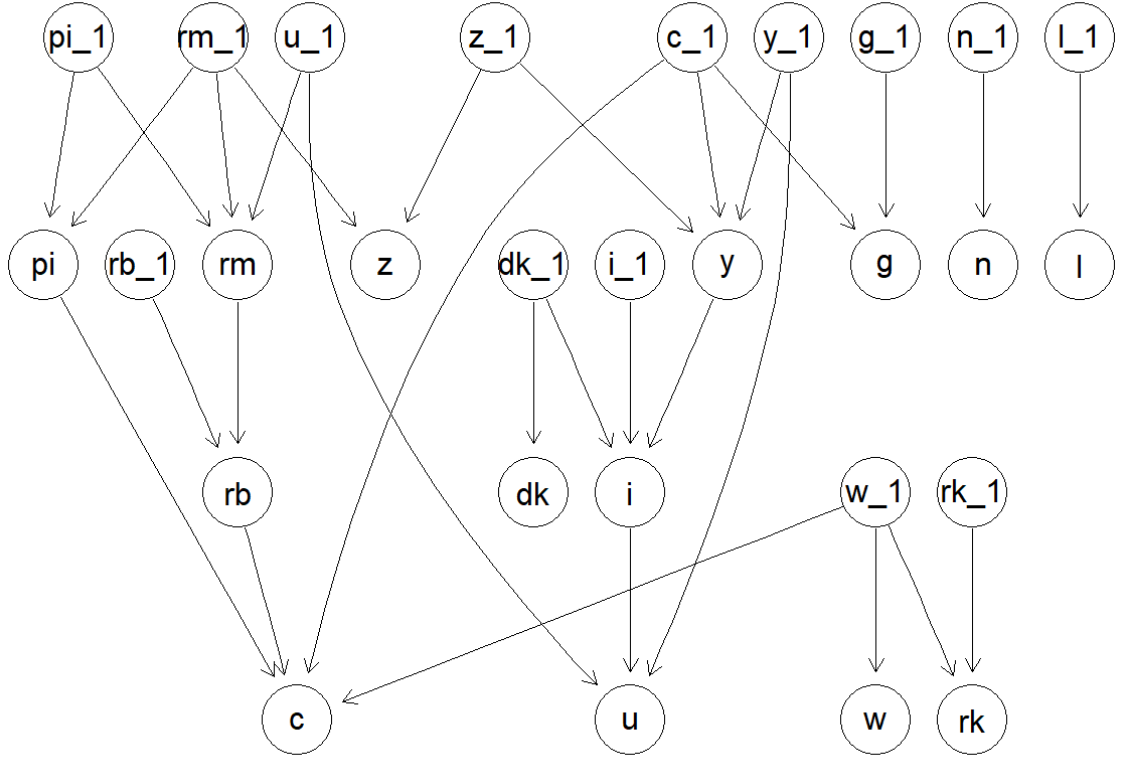 pi_1 rm_1 u_1 z_1 c_1 y_1 g_1 n_1 l_1
pi rb_1 rm z dk_1 i_1 y g n l
rb dk i w_1 rk_1
c u w rk